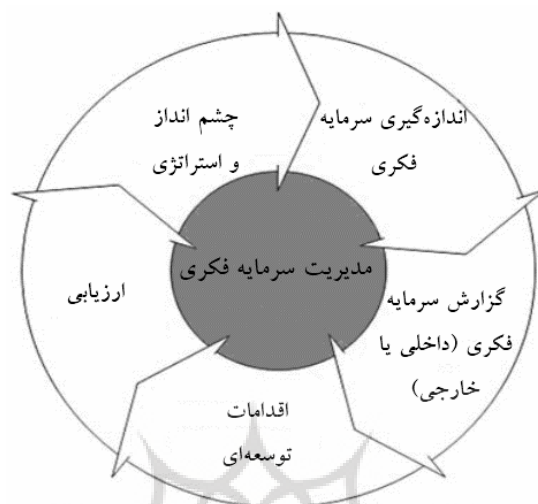 چشم انداز
و استراتژی
اندازه‌گیری سرمایه
فکری
گزارش سرمایه
فکری (داخلی یا
خارجی)
اقدامات
توسعه‌ای
ارزیابی
مدیریت سرمایه فکری